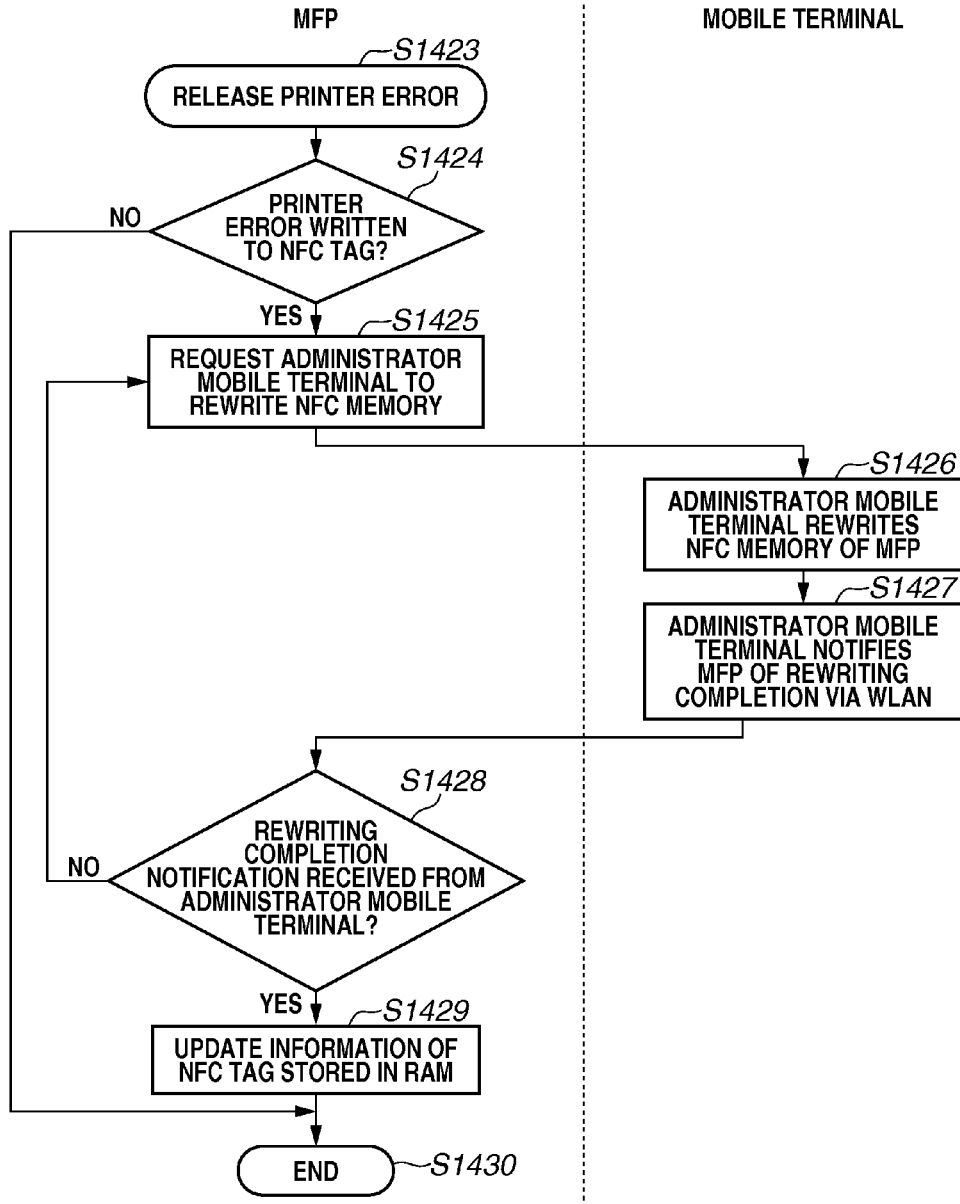 MFP
MOBILE TERMINAL
S1423
RELEASE PRINTER ERROR
S1424
PRINTER
ERROR WRITTEN
TO NFC TAG?
NO
YES
S1425
REQUEST ADMINISTRATOR
MOBILE TERMINAL TO
REWRITE NFC MEMORY
S1426
ADMINISTRATOR MOBILE
TERMINAL REWRITES
NFC MEMORY OF MFP
S1427
ADMINISTRATOR MOBILE
TERMINAL NOTIFIES
MFP OF REWRITING
COMPLETION VIA WLAN
S1428
REWRITING
COMPLETION
NOTIFICATION RECEIVED FROM
ADMINISTRATOR MOBILE
TERMINAL?
NO
YES
S1429
UPDATE INFORMATION OF
NFC TAG STORED IN RAM
END
S1430